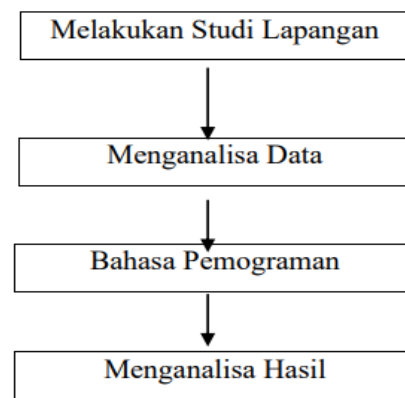 Melakukan Studi Lapangan
Menganalisa Data
Bahasa Pemograman
Menganalisa Hasil